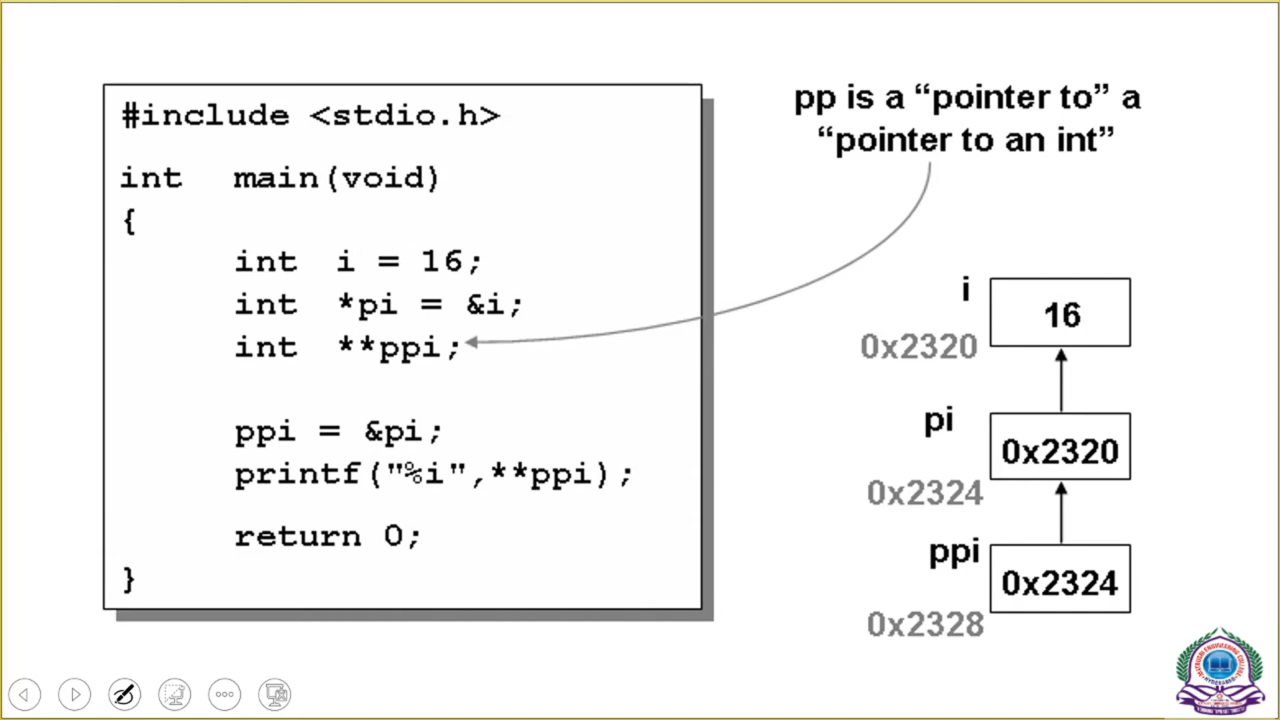 #include <stdio.h>
int main(void)
{
int i = 16;
int *pi = &i;
int **ppi;
ppi = &pi;
printf("%i",**ppi);
return 0;
}
pp is a “pointer to” a
“pointer to an int”
i
16
0x2320
pi
0x2320
0x2324
ppi
0x2324
0x2328